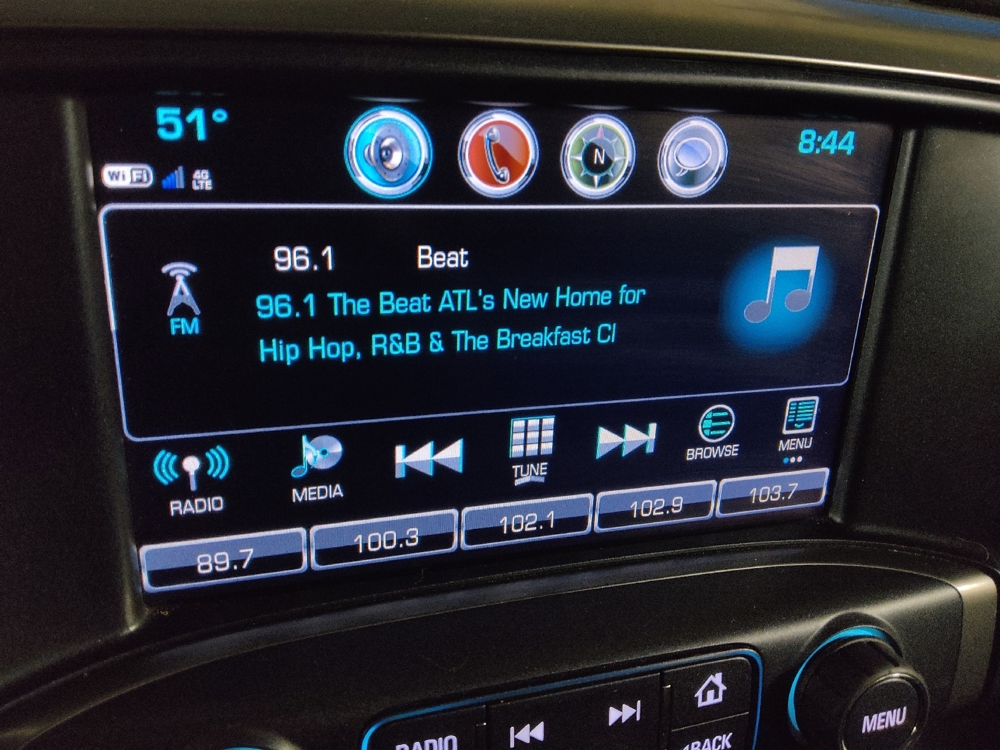 51°
8:44
WiFi
4G
LTE
N
96.1 Beat
FM
96.1 The Beat ATL's New Home for
Hip Hop, R&B & The Breakfast Cl
RADIO
MEDIA
TUNE
BROWSE
MENU
89.7
100.3
102.1
102.9
103.7
RADIO
BACK
MENU